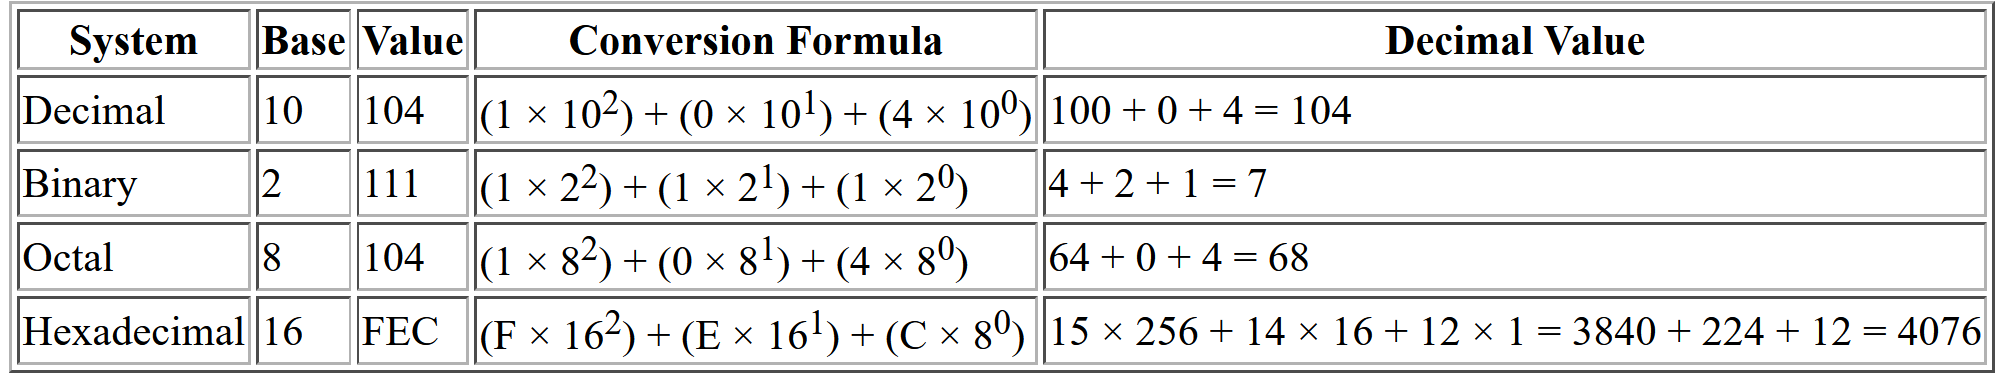 System Base Value Conversion Formula Decimal Value
Decimal 10 104 (1 × 10²) + (0 × 10¹) + (4 × 10⁰) 100 + 0 + 4 = 104
Binary 2 111 (1 × 2²) + (1 × 2¹) + (1 × 2⁰) 4 + 2 + 1 = 7
Octal 8 104 (1 × 8²) + (0 × 8¹) + (4 × 8⁰) 64 + 0 + 4 = 68
Hexadecimal 16 FEC (F × 16²) + (E × 16¹) + (C × 8⁰) 15 × 256 + 14 × 16 + 12 × 1 = 3840 + 224 + 12 = 4076